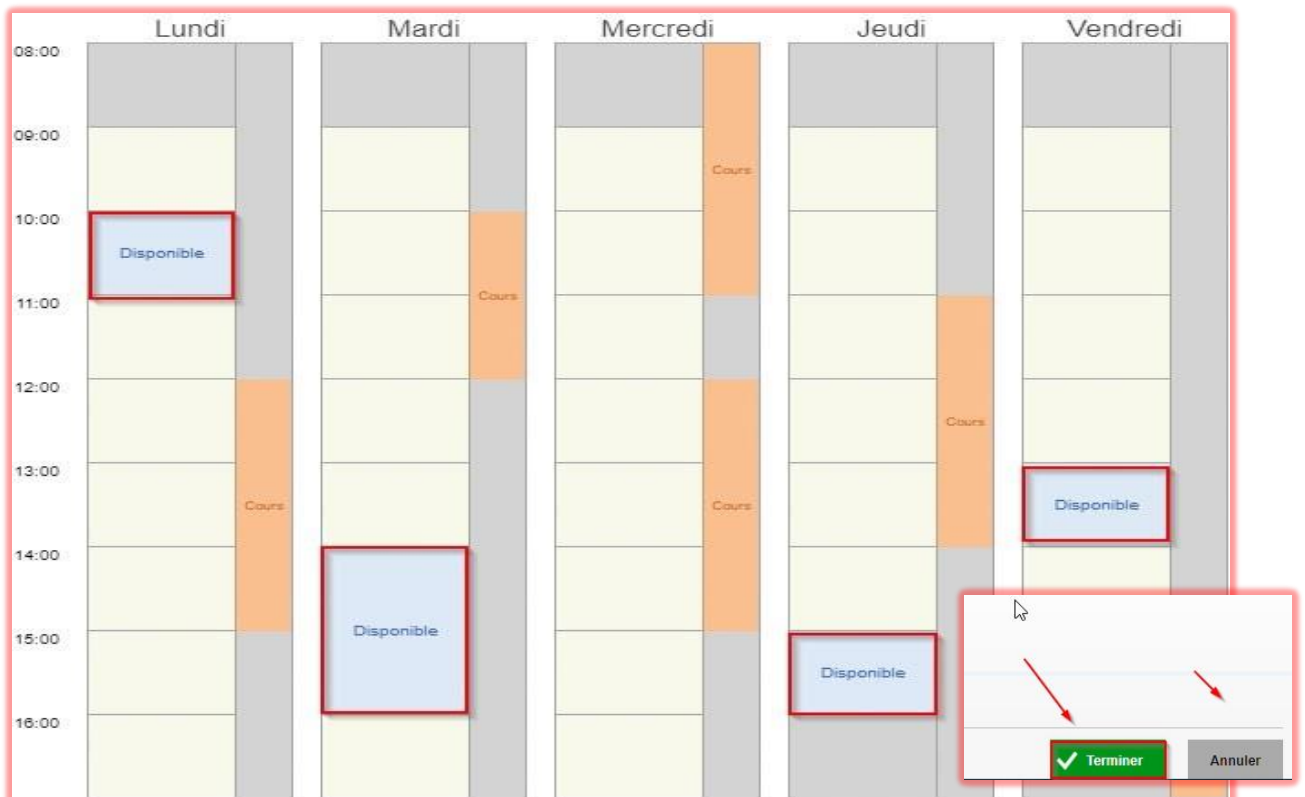 Lundi Mardi Mercredi Jeudi Vendredi
08:00
09:00
Cours
10:00
Disponible
Cours
11:00
12:00
Cours
13:00
Cours Cours Disponible
14:00
Disponible
15:00
Disponible
16:00
Terminer Annuler